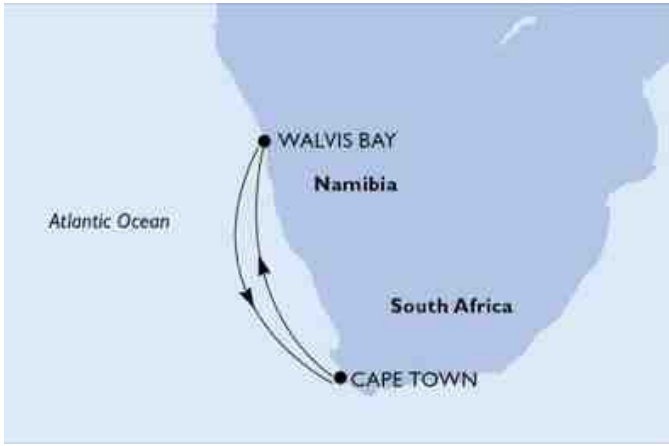 WALVIS BAY
Namibia
Atlantic Ocean
South Africa
CAPE TOWN